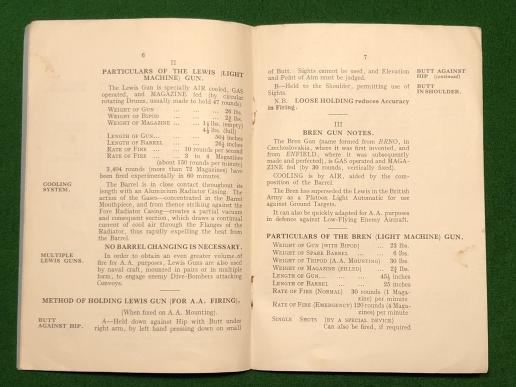 6
II
PARTICULARS OF THE LEWIS (LIGHT
MACHINE) GUN.
The Lewis Gun is specially AIR cooled, GAS
operated, and MAGAZINE fed (by circular
rotating Drums, usually made to hold 47 rounds).
WEIGHT OF GUN ... ... ... 26 lbs.
WEIGHT OF BIPOD ... ... ... 2¾ lbs.
WEIGHT OF MAGAZINE ... ... 1½ lbs. (empty)
4½ lbs. (full)
LENGTH OF GUN... ... ... 50½ inches
LENGTH OF BARREL ... ... 26½ inches
RATE OF FIRE ... ... 10 rounds per second
RATE OF FIRE ... 3 to 4 Magazines
(about 150 rounds per minute)
3,404 rounds (more than 72 Magazines) have
been fired experimentally in 60 minutes.
COOLING
SYSTEM.
The Barrel is in close contact throughout its
length with an Aluminium Radiator Casing. The
action of the Gases—concentrated in the Barrel
Mouthpiece, and from thence striking against the
Fore Radiator Casing—creates a partial vacuum
and consequent suction, which draws a continual
current of cool air through the Flanges of the
Radiator, thus rapidly expelling the heat from
the Barrel.
NO BARREL CHANGING IS NECESSARY.
MULTIPLE
LEWIS GUNS.
In order to obtain an even greater volume of
fire for A.A. purposes, Lewis Guns are also used
by naval craft, mounted in pairs or in multiple
form, to engage enemy Dive-Bombers attacking
Convoys.
METHOD OF HOLDING LEWIS GUN (FOR A.A. FIRING).
(When fixed on A.A. Mounting).
BUTT
AGAINST HIP.
A—Held down against Hip with Butt under
right arm, by left hand pressing down on small
7
of Butt. Sights cannot be used, and Elevation
and Point of Aim must be judged.
BUTT AGAINST
HIP (continued)
B—Held to the Shoulder, permitting use of
Sights.
BUTT
IN SHOULDER.
N.B. LOOSE HOLDING reduces Accuracy
in Firing.
III
BREN GUN NOTES.
The Bren Gun (name formed from BRNO, in
Czechoslovakia, where it was first invented, and
from ENFIELD, where it was subsequently
made and perfected), is GAS operated and MAGA-
ZINE fed (by 30 rounds, vertically fixed).
COOLING is by AIR, aided by the com-
position of the Barrel.
The Bren has superseded the Lewis in the British
Army as a Platoon Light Automatic for use
against Ground Targets.
It can also be quickly adapted for A.A. purposes
in defence against Low-Flying Enemy Aircraft.
PARTICULARS OF THE BREN (LIGHT MACHINE) GUN.
WEIGHT OF GUN (WITH BIPOD) ... 23 lbs.
WEIGHT OF SPARE BARREL ... 6 lbs.
WEIGHT OF TRIPOD (A.A. MOUNTING) 30 lbs.
WEIGHT OF MAGAZINE (FILLED) ... 2¾ lbs.
LENGTH OF GUN... ... ... 45½ inches
LENGTH OF BARREL ... ... 25 inches
RATE OF FIRE (NORMAL) 30 rounds (1 Maga-
zine) per minute
RATE OF FIRE (EMERGENCY) 120 rounds (4 Maga-
zines) per minute
SINGLE SHOTS (BY A SPECIAL DEVICE)
Can also be fired, if required